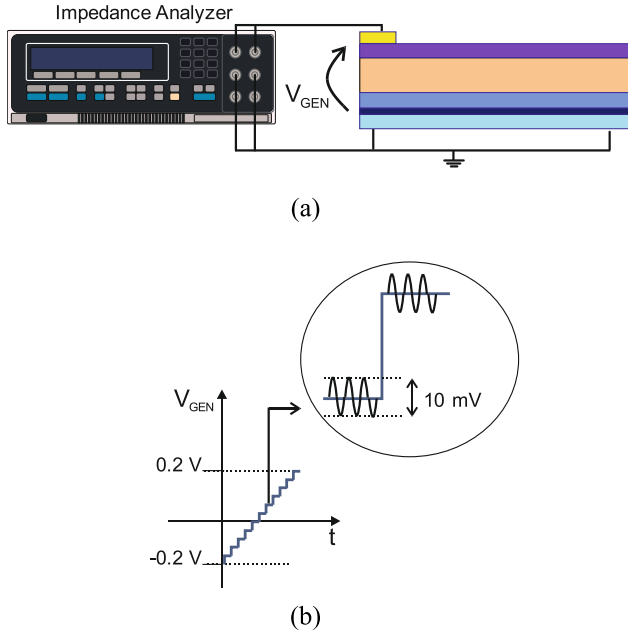 Impedance Analyzer
V_GEN
(a)
10 mV
V_GEN
0.2 V
t
-0.2 V
(b)